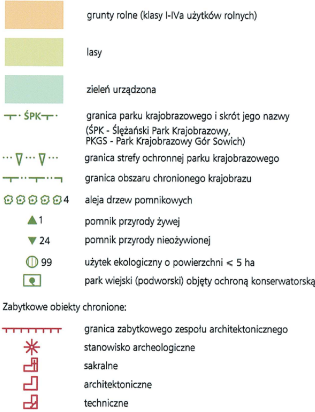 grunty rolne (klasy I-IVa użytków rolnych)
lasy
zieleń urządzona
ŚPK granica parku krajobrazowego i skrót jego nazwy
(ŚPK - Ślężański Park Krajobrazowy,
PKGS - Park Krajobrazowy Gór Sowich)
granica strefy ochronnej parku krajobrazowego
granica obszaru chronionego krajobrazu
4 aleja drzew pomnikowych
1 pomnik przyrody żywej
24 pomnik przyrody nieożywionej
99 użytek ekologiczny o powierzchni < 5 ha
park wiejski (podworski) objęty ochroną konserwatorską
Zabytkowe obiekty chronione:
granica zabytkowego zespołu architektonicznego
stanowisko archeologiczne
sakralne
architektoniczne
techniczne